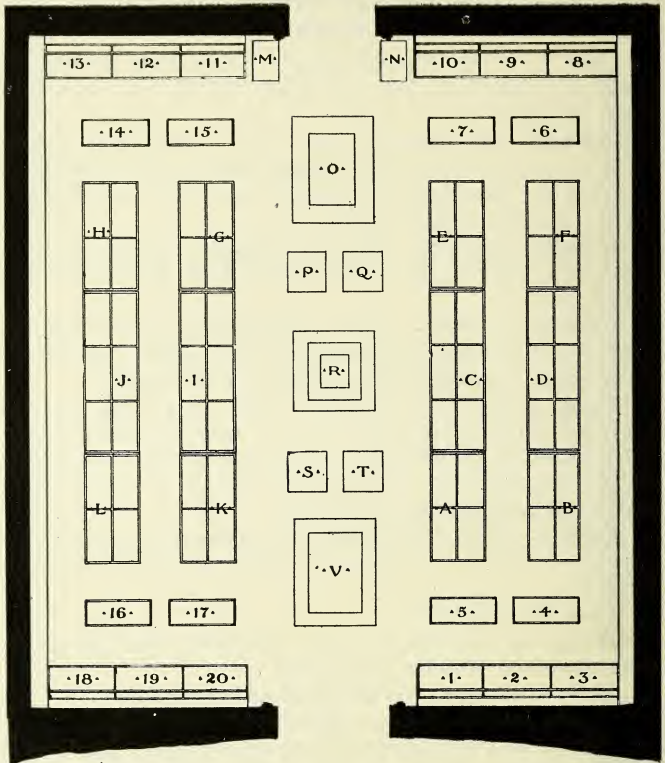 ·13· ·12· ·11· ·M· ·N· ·10· ·9· ·8·
·14· ·15· ·7· ·6·
·O·
·H· G E F
·P· ·Q·
·R·
·J· ·I· ·C· ·D·
·S· ·T·
L K A B
·V·
·16· ·17· ·5· ·4·
·18· ·19· ·20· ·1· ·2· ·3·